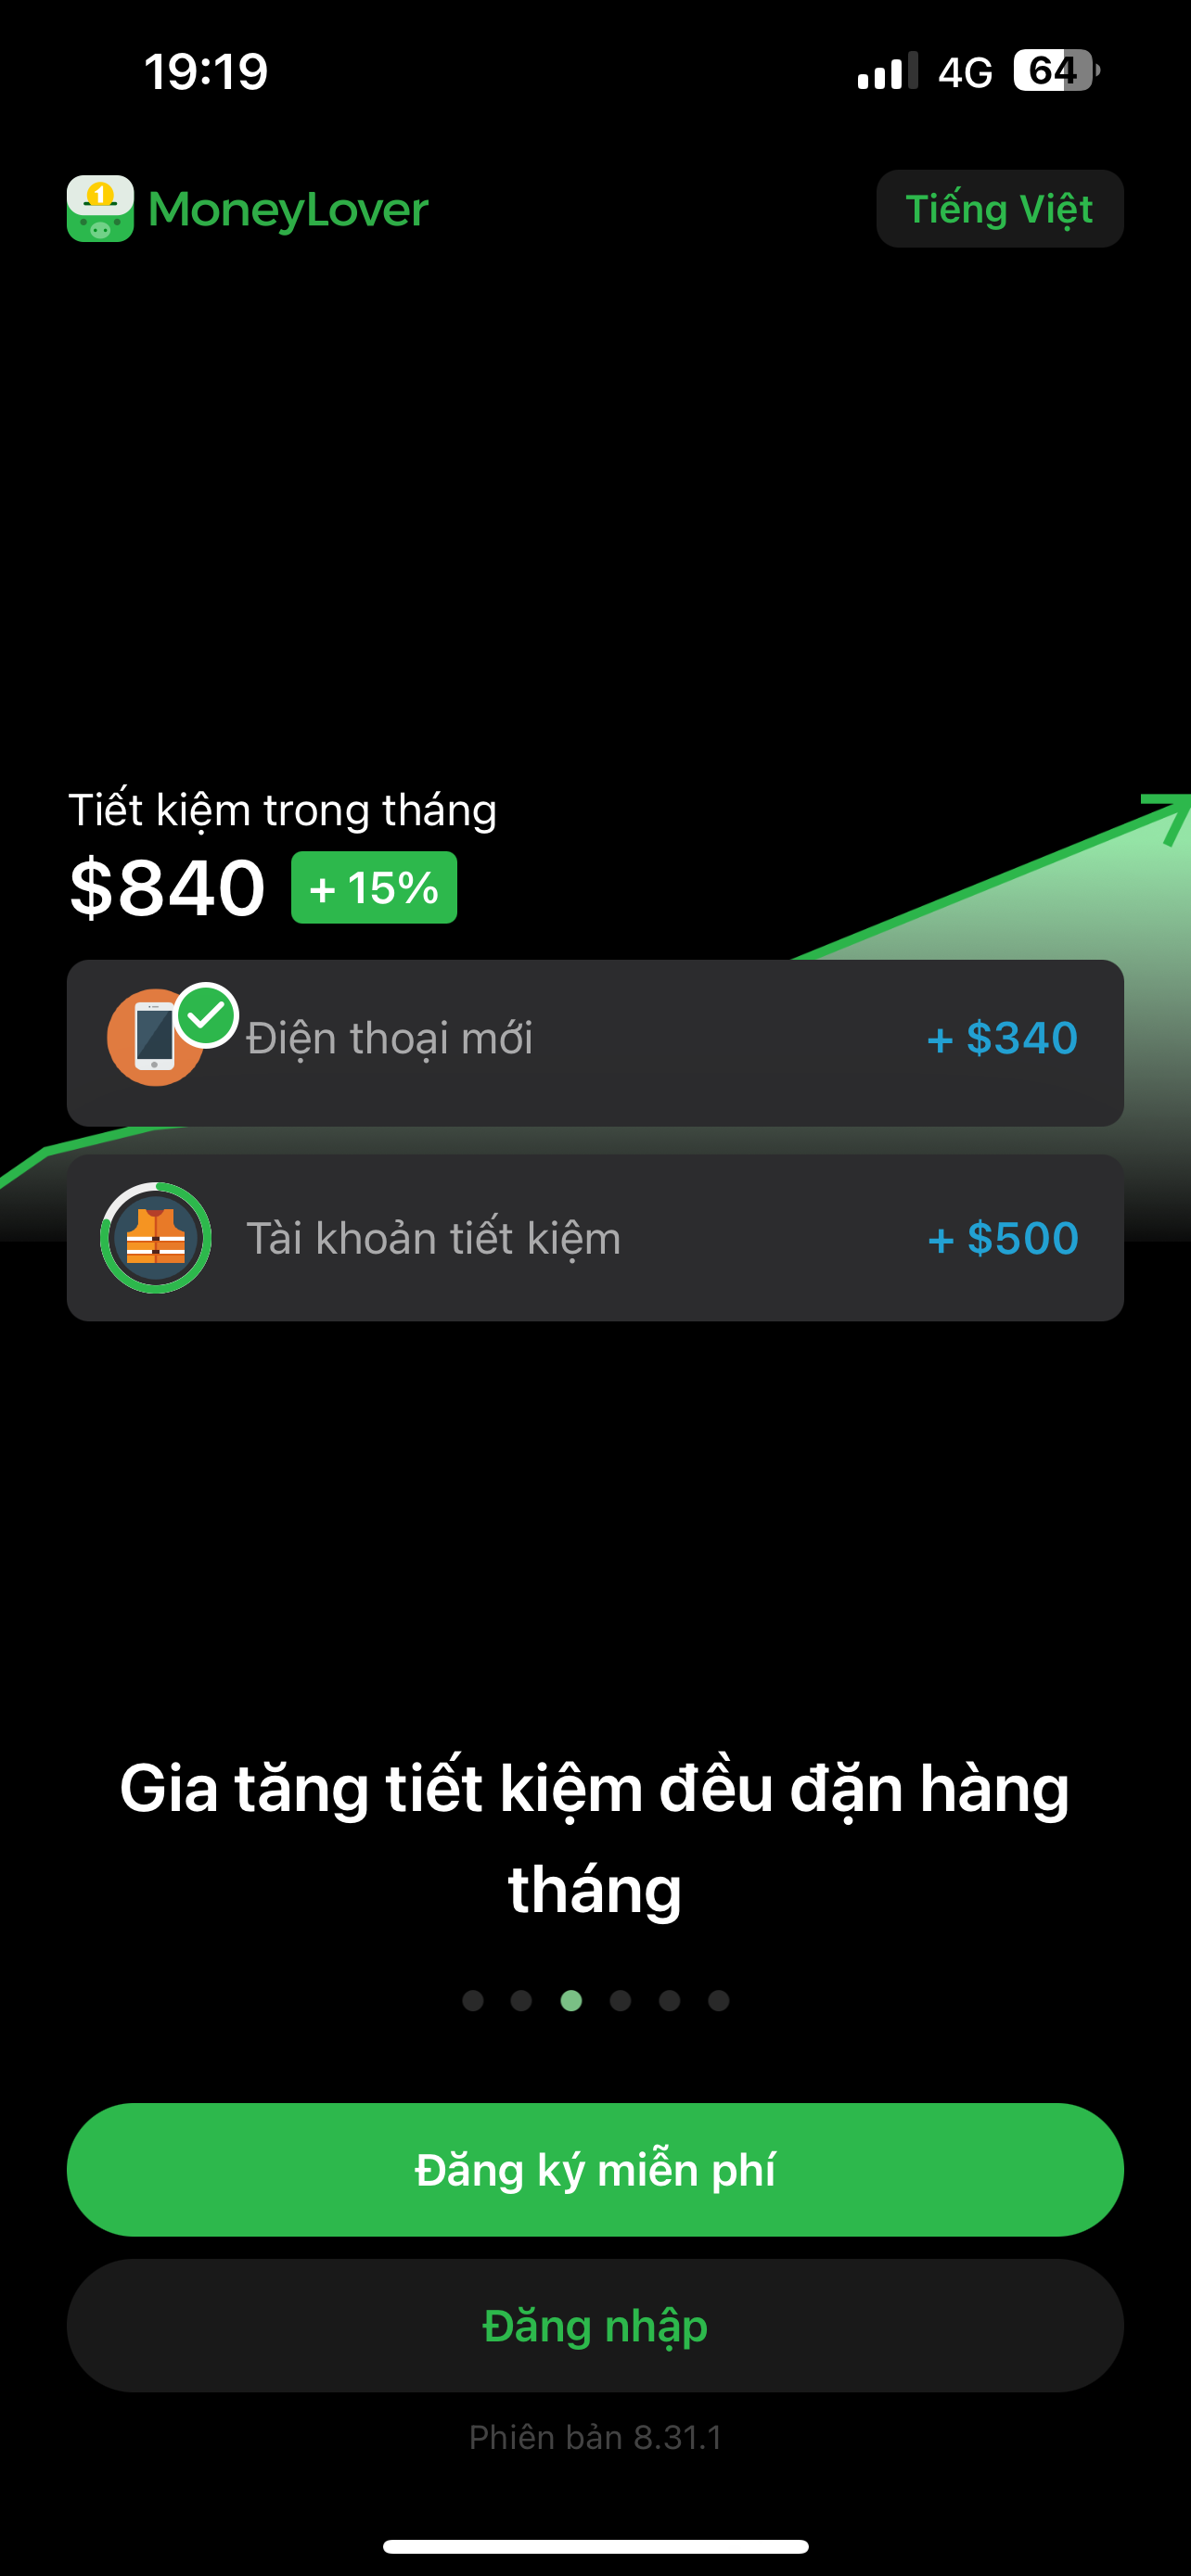 19:19
4G
64
MoneyLover
Tiếng Việt
Tiết kiệm trong tháng
$840
+ 15%
Điện thoại mới
+ $340
Tài khoản tiết kiệm
+ $500
Gia tăng tiết kiệm đều đặn hàng
tháng
Đăng ký miễn phí
Đăng nhập
Phiên bản 8.31.1